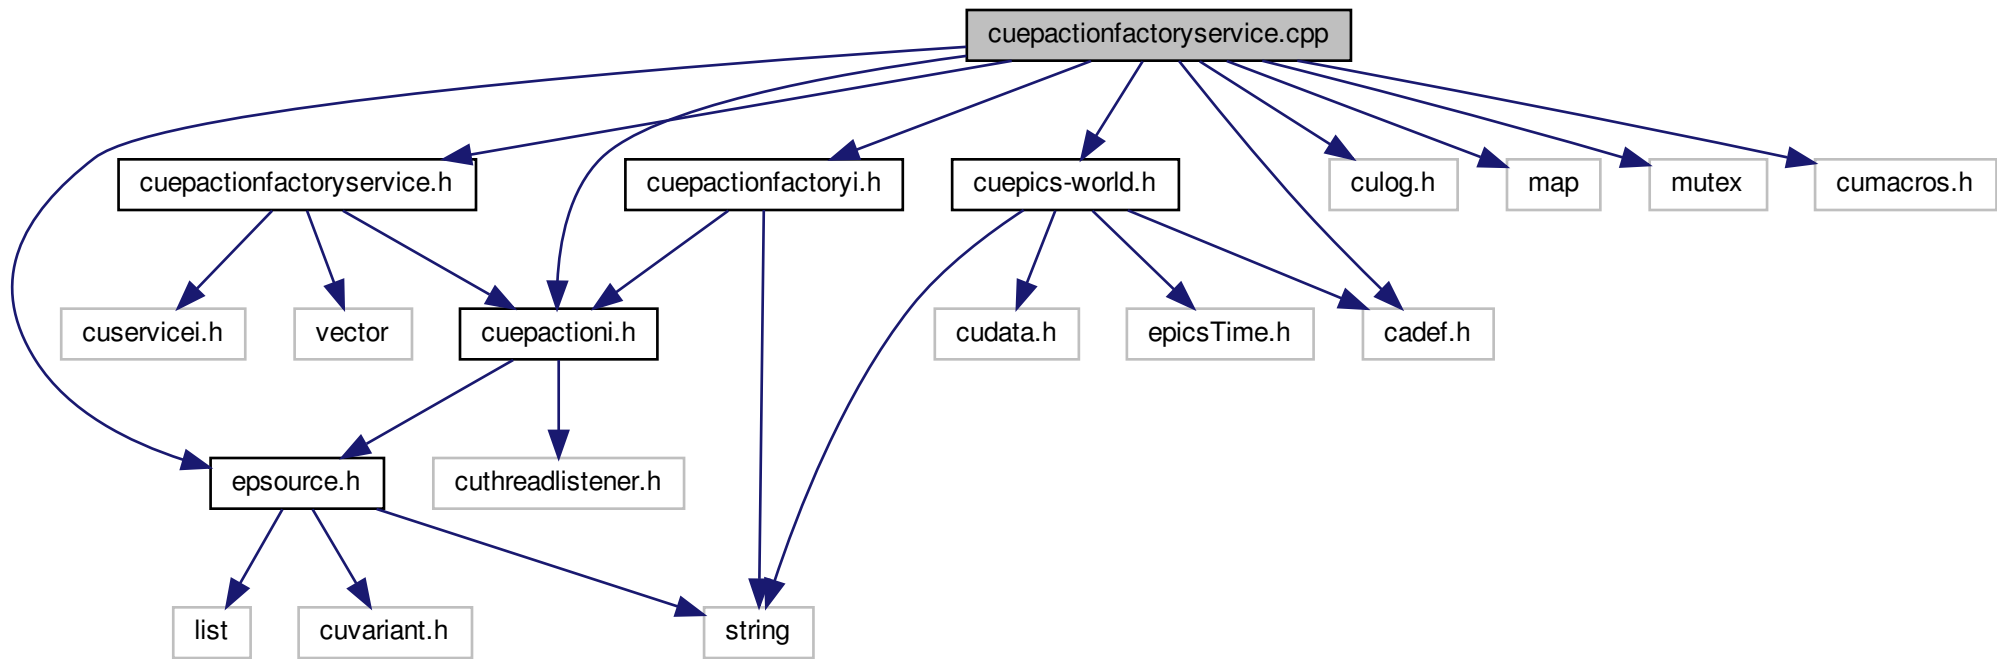 cuepactionfactoryservice.cpp
cuepactionfactoryservice.h
cuepactionfactoryi.h
cuepics-world.h
culog.h
map
mutex
cumacros.h
cuservicei.h
vector
cuepactioni.h
cudata.h
epicsTime.h
cadef.h
epsource.h
cuthreadlistener.h
list
cuvariant.h
string